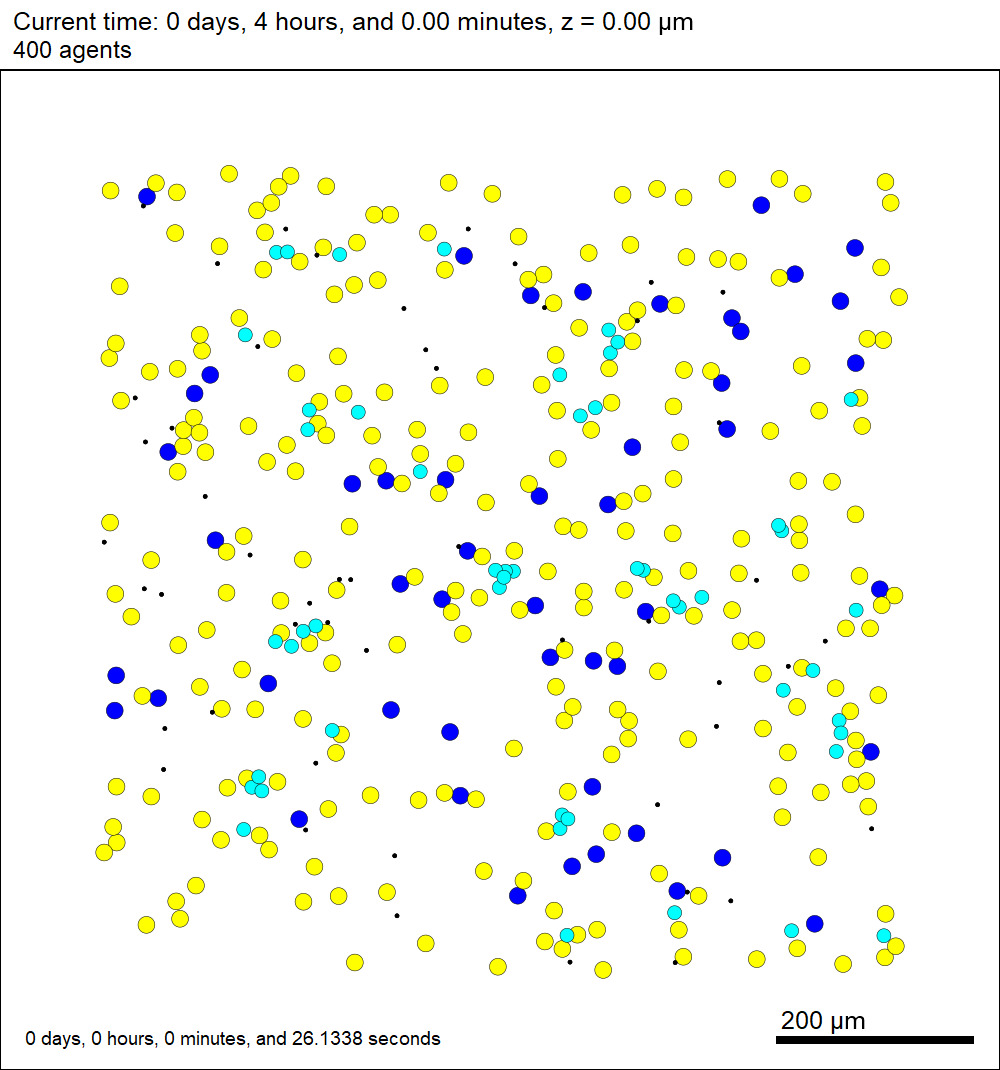 Current time: 0 days, 4 hours, and 0.00 minutes, z = 0.00 µm
400 agents
200 µm
0 days, 0 hours, 0 minutes, and 26.1338 seconds